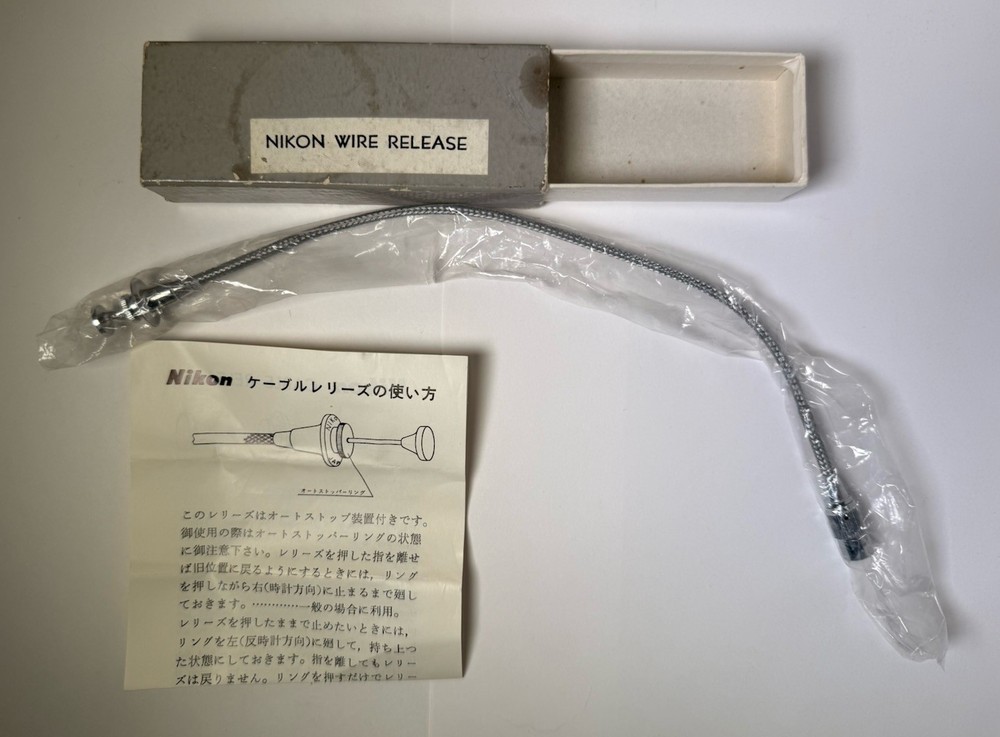 NIKON WIRE RELEASE
Nikon ケーブルレリーズの使い方
オートストッパーリング
このレリーズはオートストップ装置付きです。
御使用の際はオートストッパーリングの状態
に御注意下さい。レリーズを押した指を離せ
ば旧位置に戻るようにするときには，リング
を押しながら右(時計方向)に止まるまで廻し
ておきます。…………一般の場合に利用。
レリーズを押したままで止めたいときには，
リングを左(反時計方向)に廻して，持ち上つ
た状態にしておきます。指を離してもレリー
ズは戻りません。リングを押すだけでレリー